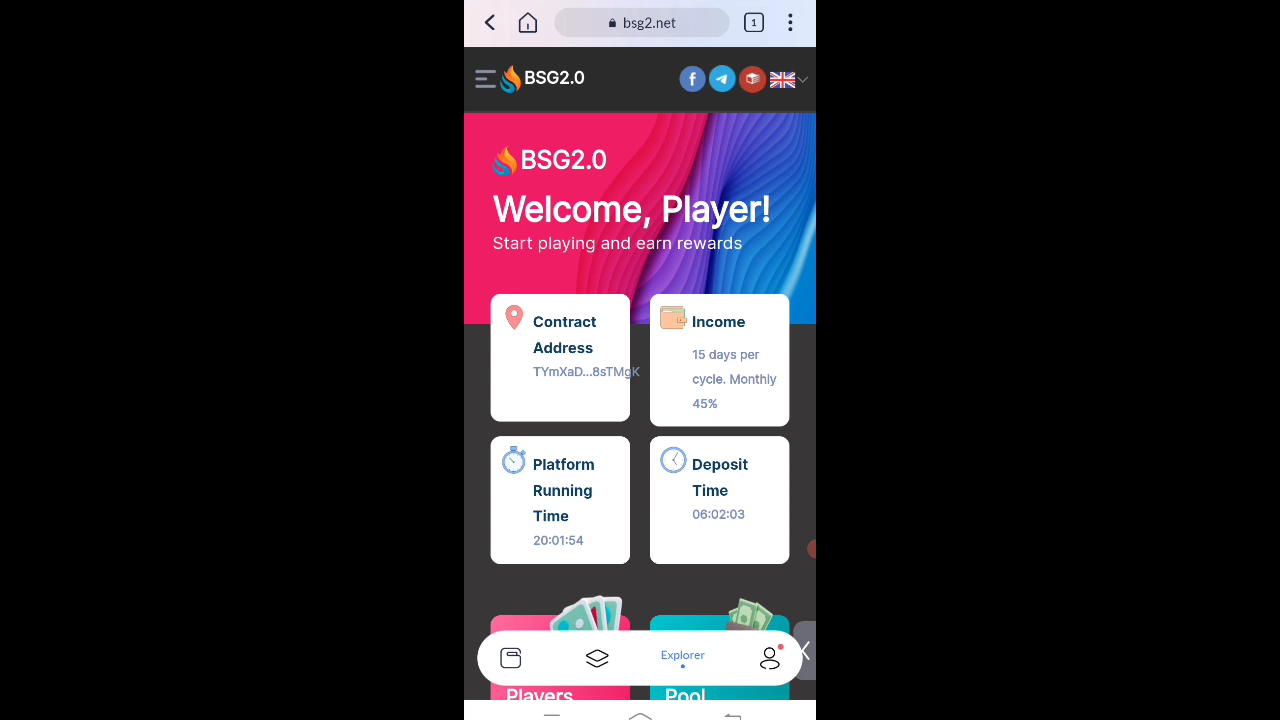 bsg2.net
1
BSG2.0
BSG2.0
Welcome, Player!
Start playing and earn rewards
Contract
Address
TYmXaD...8sTMgK
Income
15 days per
cycle. Monthly
45%
Platform
Running
Time
20:01:54
Deposit
Time
06:02:03
Explorer
Players
Pool